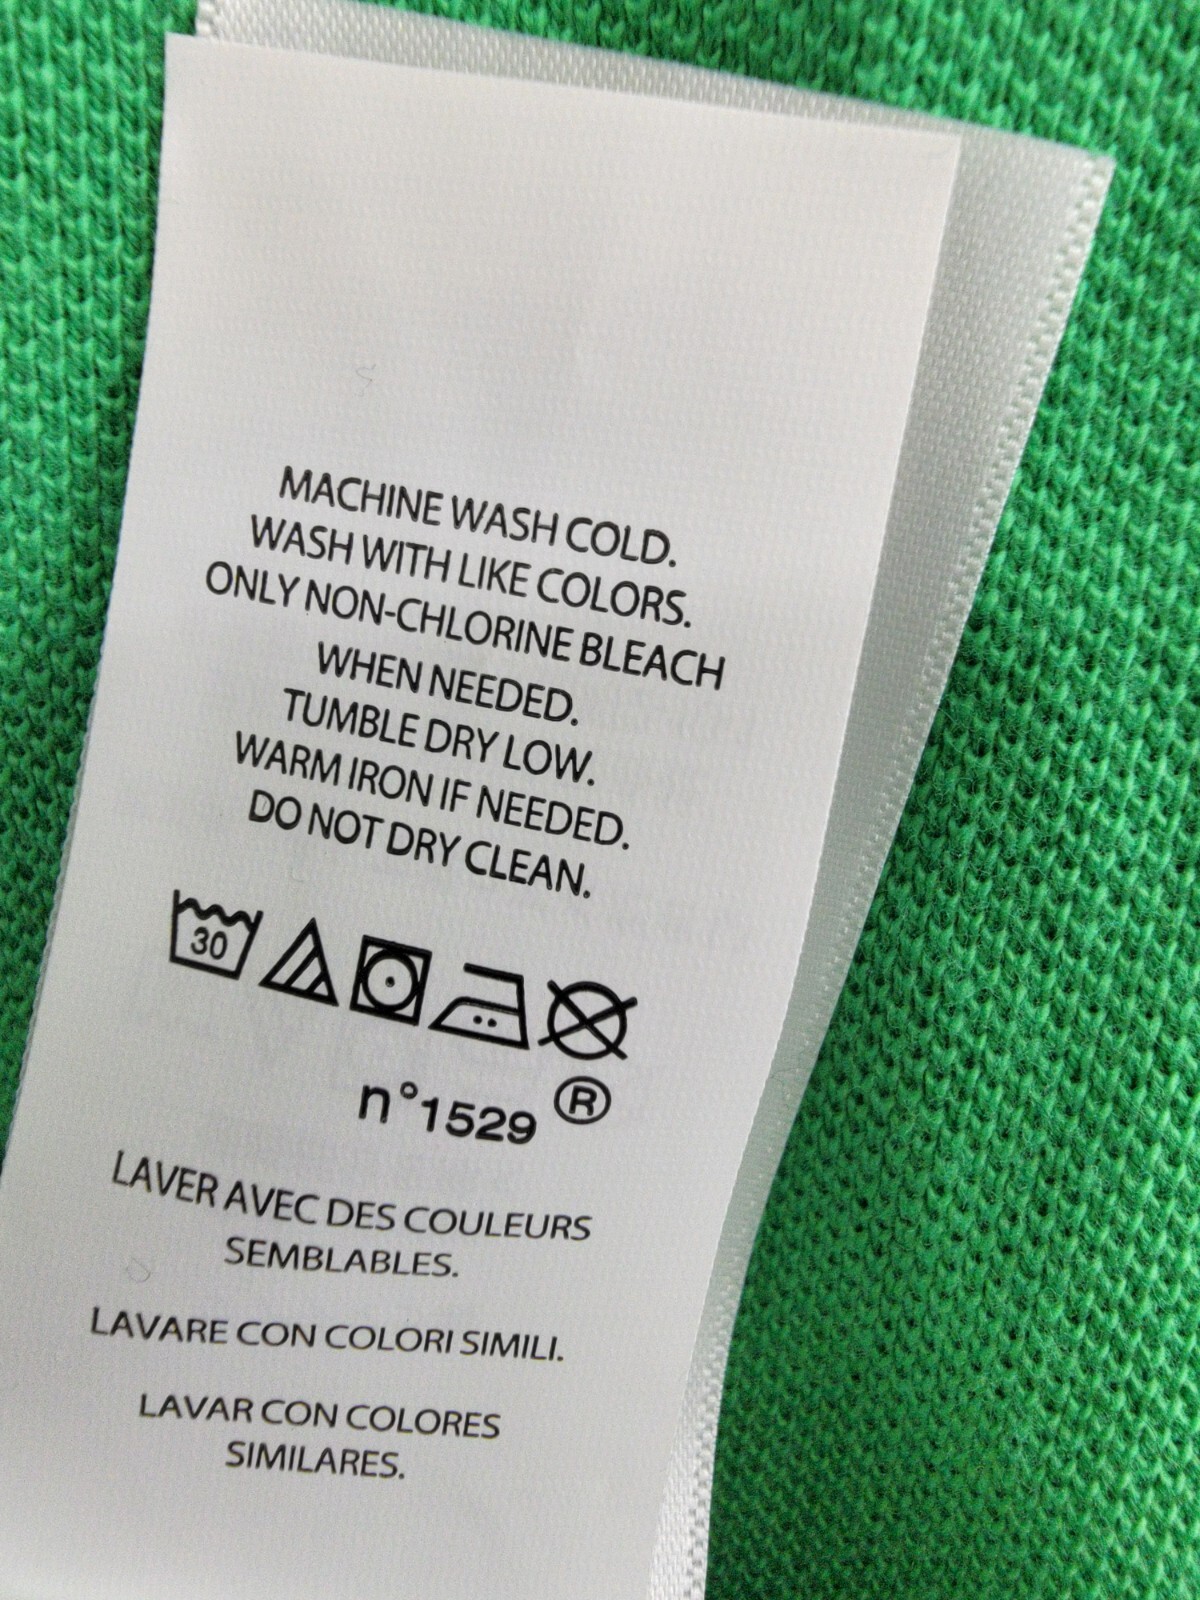 MACHINE WASH COLD.
WASH WITH LIKE COLORS.
ONLY NON-CHLORINE BLEACH
WHEN NEEDED.
TUMBLE DRY LOW.
WARM IRON IF NEEDED.
DO NOT DRY CLEAN.
30
n°1529 ®
LAVER AVEC DES COULEURS
SEMBLABLES.
LAVARE CON COLORI SIMILI.
LAVAR CON COLORES
SIMILARES.